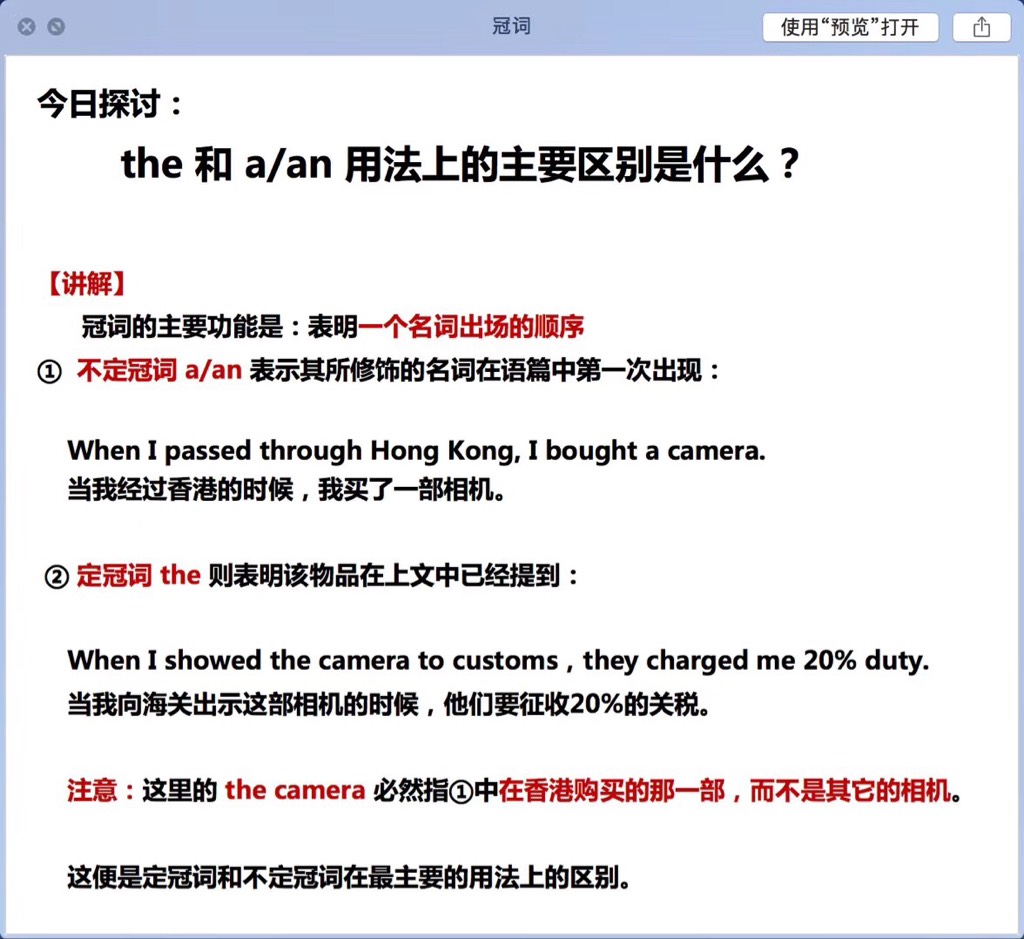 冠词
使用“预览”打开
今日探讨：
the 和 a/an 用法上的主要区别是什么？
【讲解】
冠词的主要功能是：表明一个名词出场的顺序
① 不定冠词 a/an 表示其所修饰的名词在语篇中第一次出现：
When I passed through Hong Kong, I bought a camera.
当我经过香港的时候，我买了一部相机。
② 定冠词 the 则表明该物品在上文中已经提到：
When I showed the camera to customs , they charged me 20% duty.
当我向海关出示这部相机的时候，他们要征收20%的关税。
注意：这里的 the camera 必然指①中在香港购买的那一部，而不是其它的相机。
这便是定冠词和不定冠词在最主要的用法上的区别。